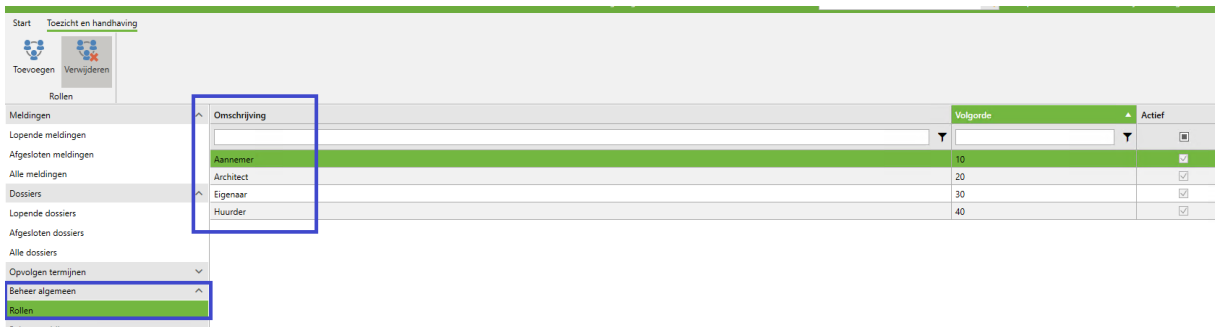 Start Toezicht en handhaving
Toevoegen Verwijderen
Rollen
Meldingen Omschrijving Volgorde Actief
Lopende meldingen
Afgesloten meldingen Aannemer 10
Alle meldingen Architect 20
Dossiers Eigenaar 30
Lopende dossiers Huurder 40
Afgesloten dossiers
Alle dossiers
Opvolgen termijnen
Beheer algemeen
Rollen